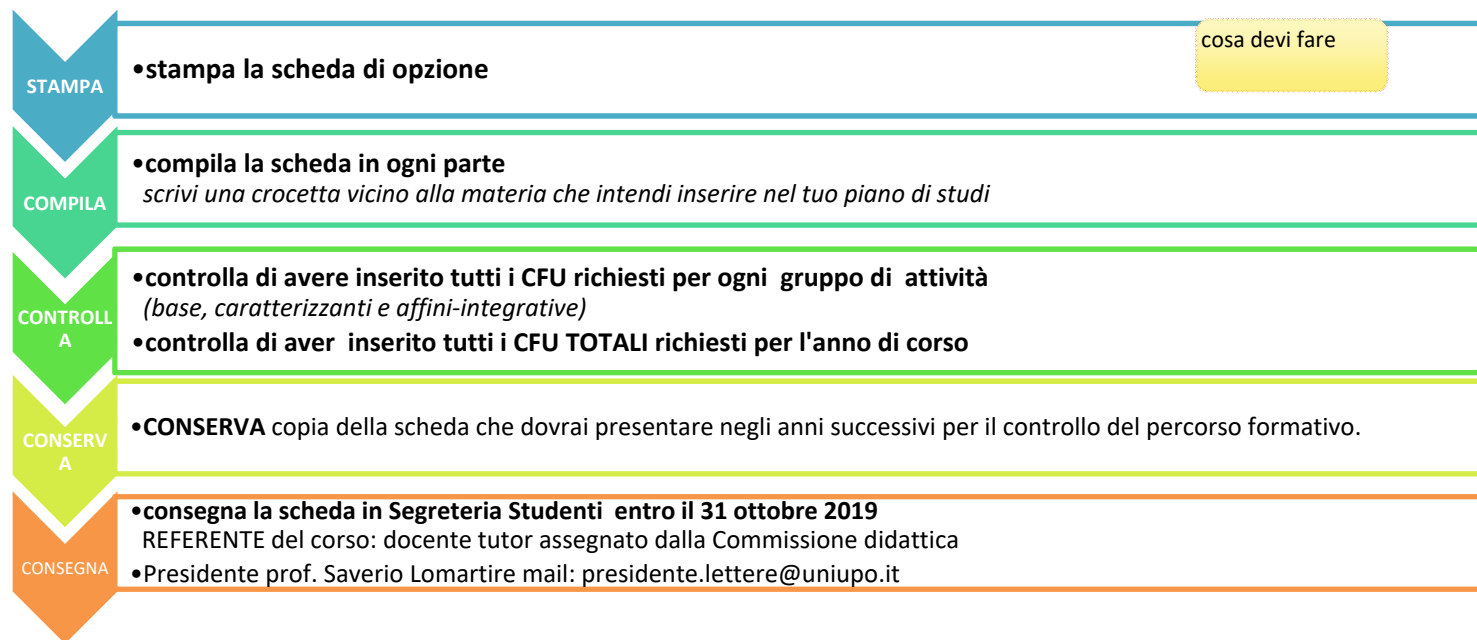 cosa devi fare
STAMPA
•stampa la scheda di opzione
COMPILA
•compila la scheda in ogni parte
scrivi una crocetta vicino alla materia che intendi inserire nel tuo piano di studi
CONTROLL
A
•controlla di avere inserito tutti i CFU richiesti per ogni gruppo di attività
(base, caratterizzanti e affini-integrative)
•controlla di aver inserito tutti i CFU TOTALI richiesti per l'anno di corso
CONSERV
A
•CONSERVA copia della scheda che dovrai presentare negli anni successivi per il controllo del percorso formativo.
CONSEGNA
•consegna la scheda in Segreteria Studenti entro il 31 ottobre 2019
REFERENTE del corso: docente tutor assegnato dalla Commissione didattica
•Presidente prof. Saverio Lomartire mail: presidente.lettere@uniupo.it